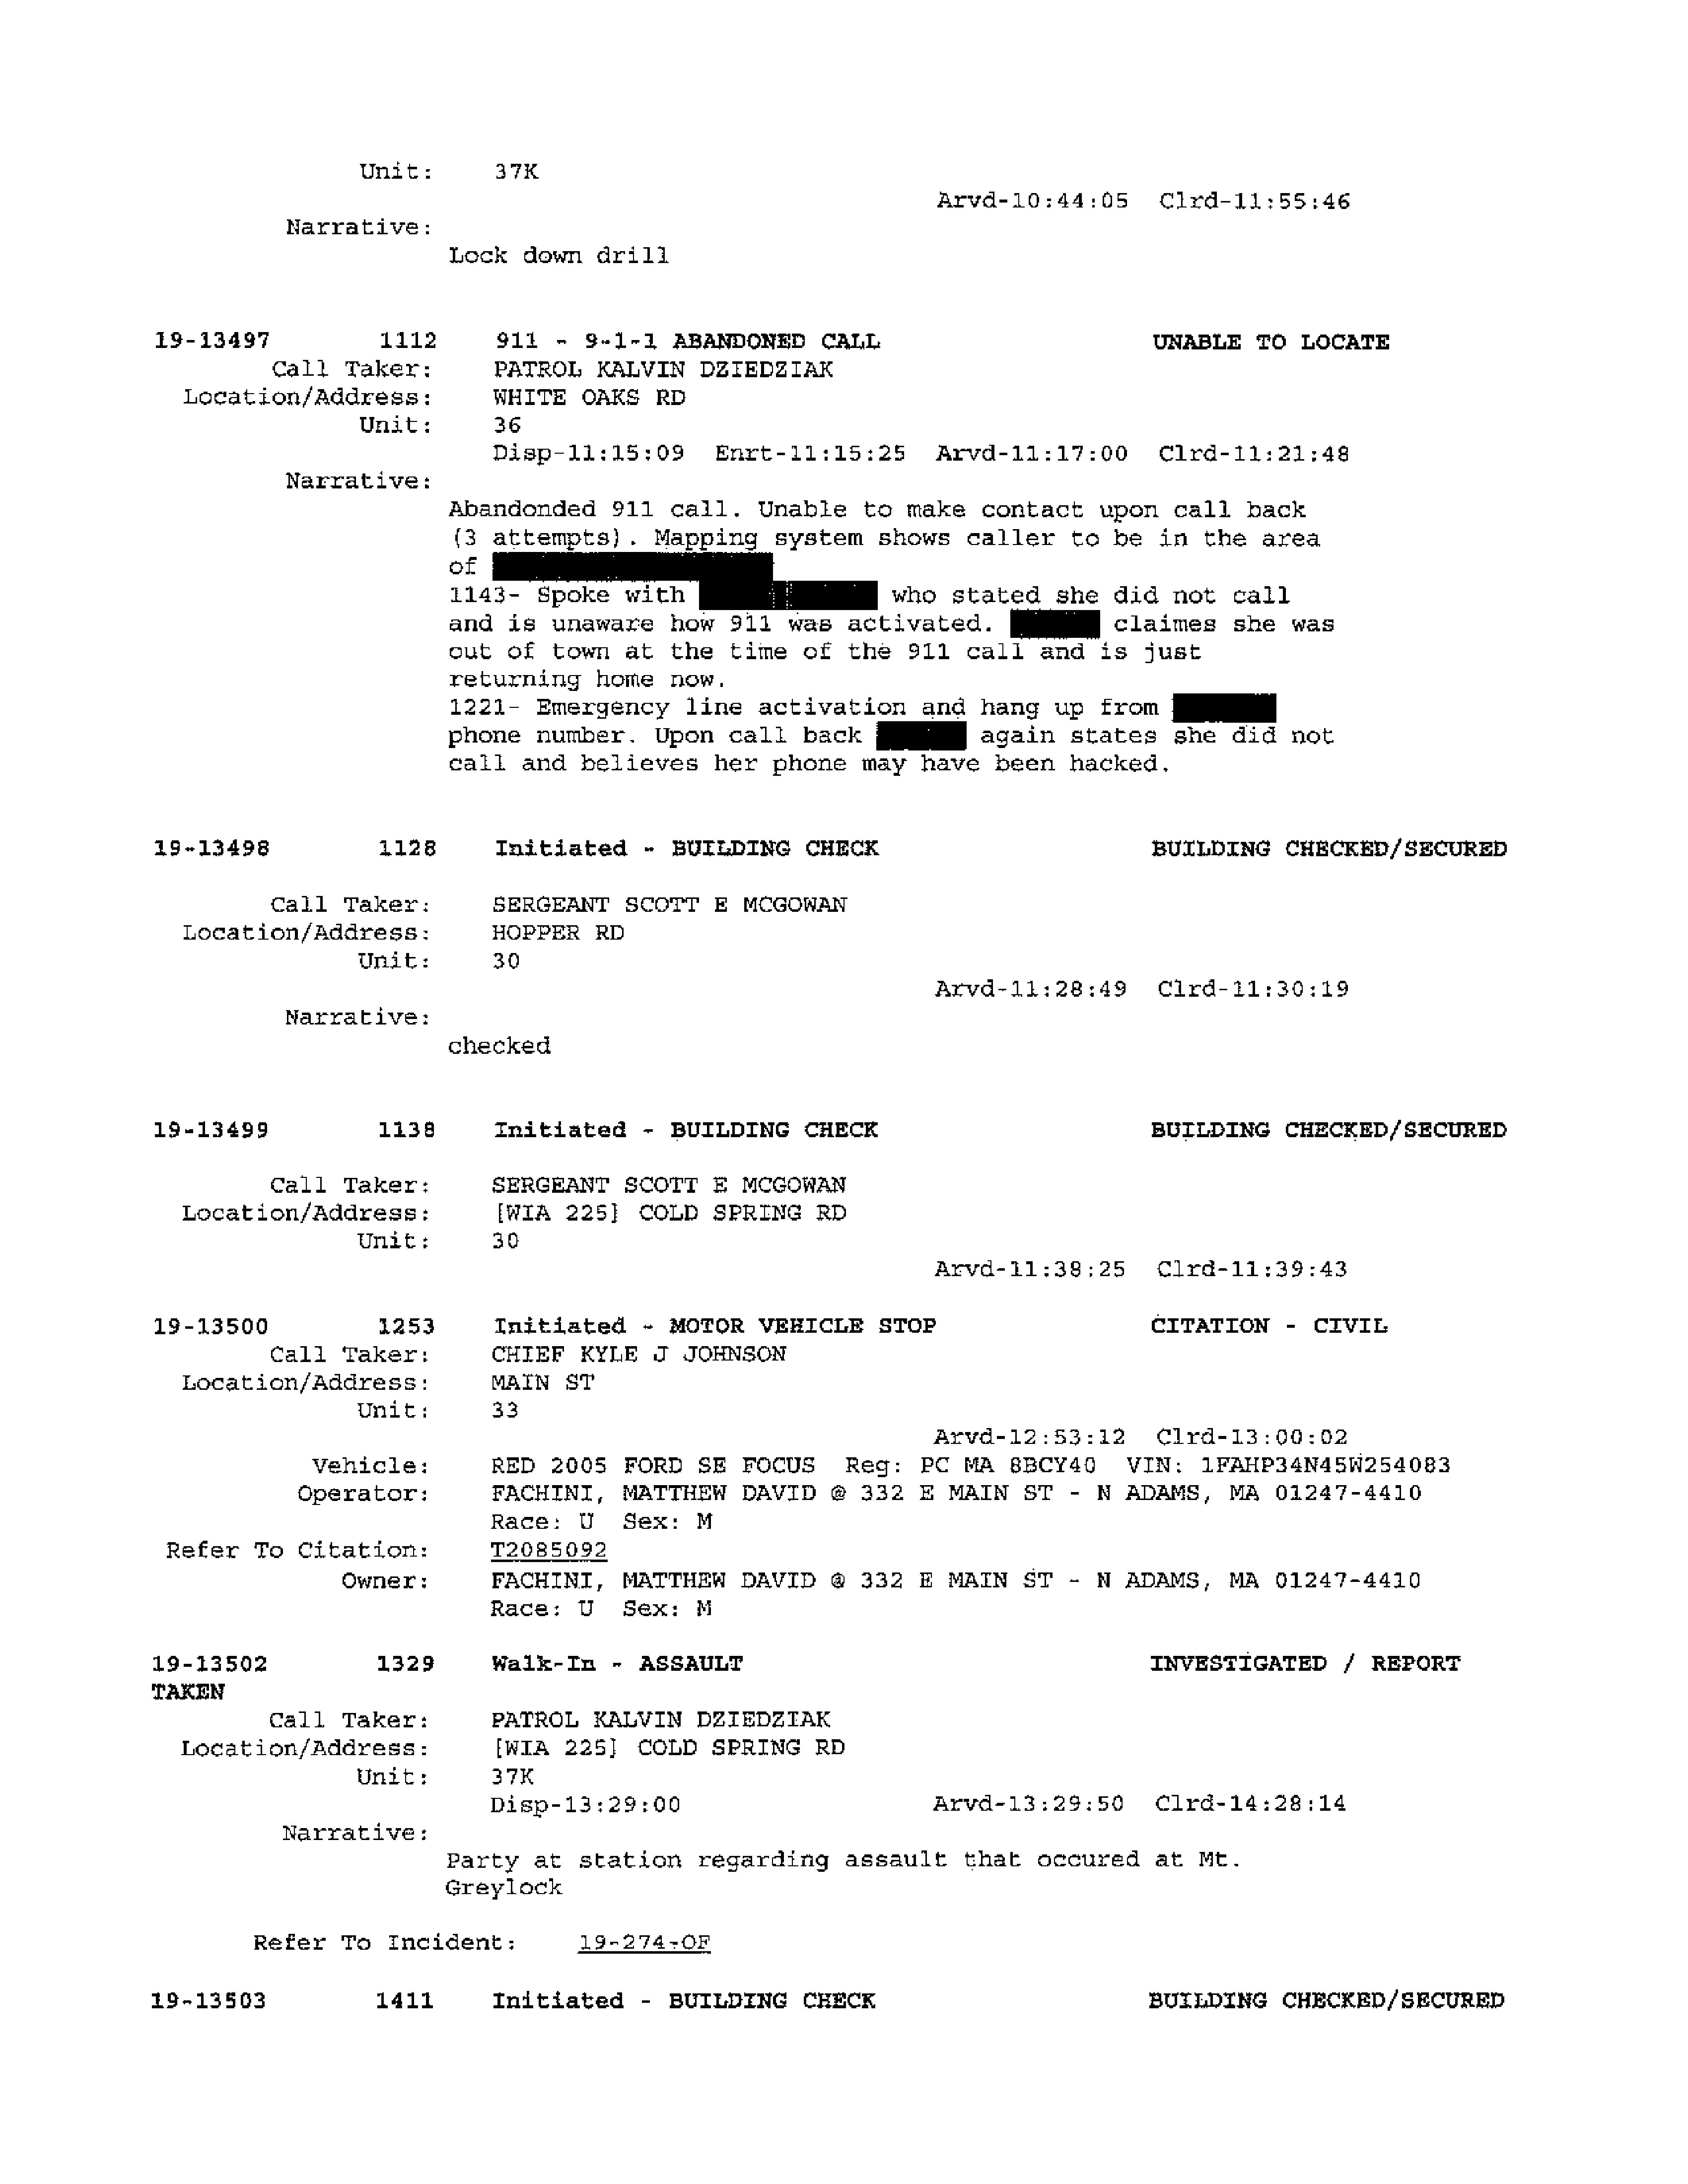 Unit: 37K
Arvd-10:44:05 Clrd-11:55:46
Narrative:
Lock down drill
19-13497 1112 911 - 9-1-1 ABANDONED CALL UNABLE TO LOCATE
Call Taker: PATROL KALVIN DZIEDZIAK
Location/Address: WHITE OAKS RD
Unit: 36
Disp-11:15:09 Enrt-11:15:25 Arvd-11:17:00 Clrd-11:21:48
Narrative:
Abandonded 911 call. Unable to make contact upon call back
(3 attempts). Mapping system shows caller to be in the area
of
1143- Spoke with who stated she did not call
and is unaware how 911 was activated. claimes she was
out of town at the time of the 911 call and is just
returning home now.
1221- Emergency line activation and hang up from
phone number. Upon call back again states she did not
call and believes her phone may have been hacked.
19-13498 1128 Initiated - BUILDING CHECK BUILDING CHECKED/SECURED
Call Taker: SERGEANT SCOTT E MCGOWAN
Location/Address: HOPPER RD
Unit: 30
Arvd-11:28:49 Clrd-11:30:19
Narrative:
checked
19-13499 1138 Initiated - BUILDING CHECK BUILDING CHECKED/SECURED
Call Taker: SERGEANT SCOTT E MCGOWAN
Location/Address: [WIA 225] COLD SPRING RD
Unit: 30
Arvd-11:38:25 Clrd-11:39:43
19-13500 1253 Initiated - MOTOR VEHICLE STOP CITATION - CIVIL
Call Taker: CHIEF KYLE J JOHNSON
Location/Address: MAIN ST
Unit: 33
Arvd-12:53:12 Clrd-13:00:02
Vehicle: RED 2005 FORD SE FOCUS Reg: PC MA 8BCY40 VIN: 1FAHP34N45W254083
Operator: FACHINI, MATTHEW DAVID @ 332 E MAIN ST - N ADAMS, MA 01247-4410
Race: U Sex: M
Refer To Citation: T2085092
Owner: FACHINI, MATTHEW DAVID @ 332 E MAIN ST - N ADAMS, MA 01247-4410
Race: U Sex: M
19-13502 1329 Walk-In - ASSAULT INVESTIGATED / REPORT
TAKEN
Call Taker: PATROL KALVIN DZIEDZIAK
Location/Address: [WIA 225] COLD SPRING RD
Unit: 37K
Disp-13:29:00 Arvd-13:29:50 Clrd-14:28:14
Narrative:
Party at station regarding assault that occured at Mt.
Greylock
Refer To Incident: 19-274-OF
19-13503 1411 Initiated - BUILDING CHECK BUILDING CHECKED/SECURED